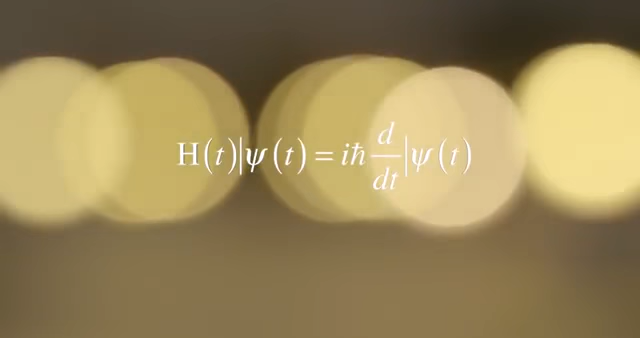 H(t)|ψ(t) = iħ d/dt |ψ(t)